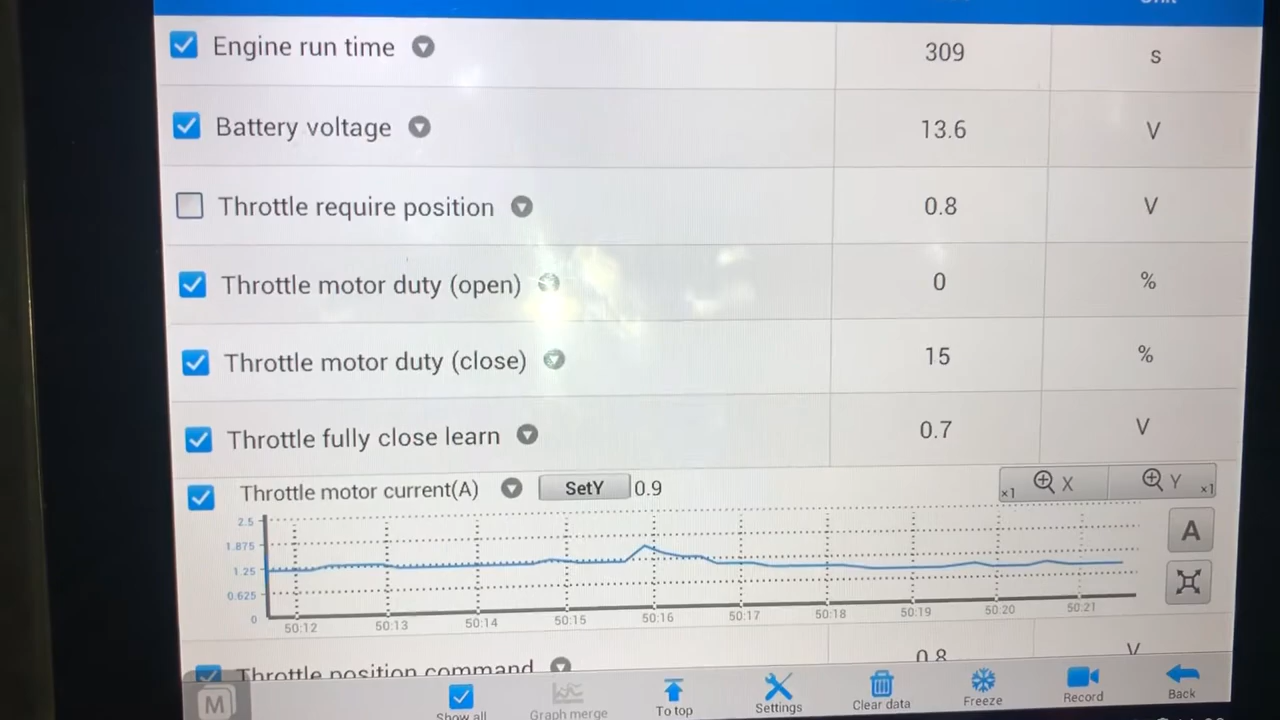 Engine run time 309 s
Battery voltage 13.6 V
Throttle require position 0.8 V
Throttle motor duty (open) 0 %
Throttle motor duty (close) 15 %
Throttle fully close learn 0.7 V
Throttle motor current(A) SetY 0.9 x1 X Y x1
2.5
A
1.875
1.25
0.625
0
50:12 50:13 50:14 50:15 50:16 50:17 50:18 50:19 50:20 50:21
Throttle position command 0.8 V
M
Show all Graph merge To top Settings Clear data Freeze Record Back